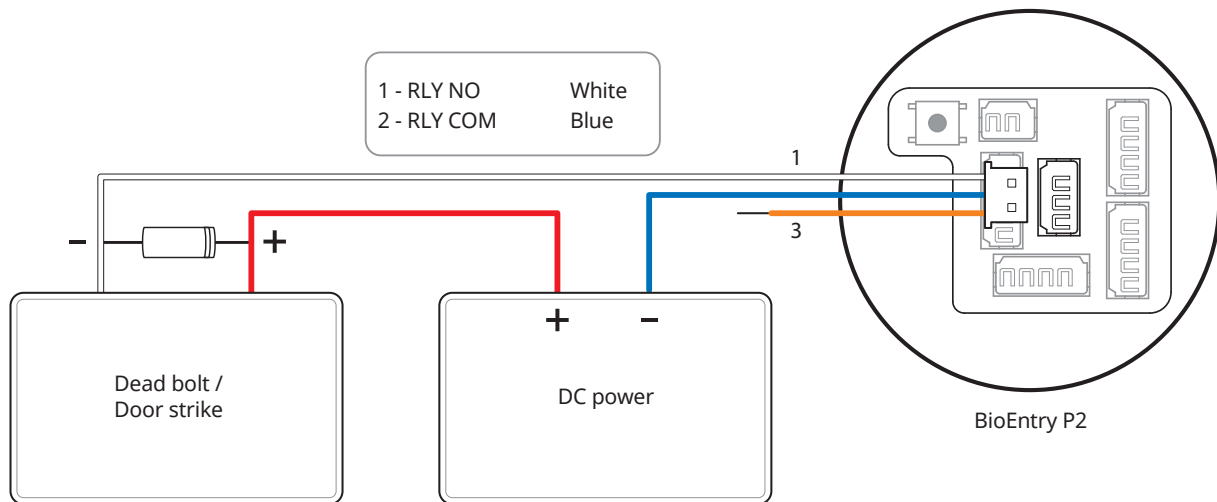 1 - RLY NO White
2 - RLY COM Blue
1
3
- +
+ -
Dead bolt /
Door strike
DC power
BioEntry P2